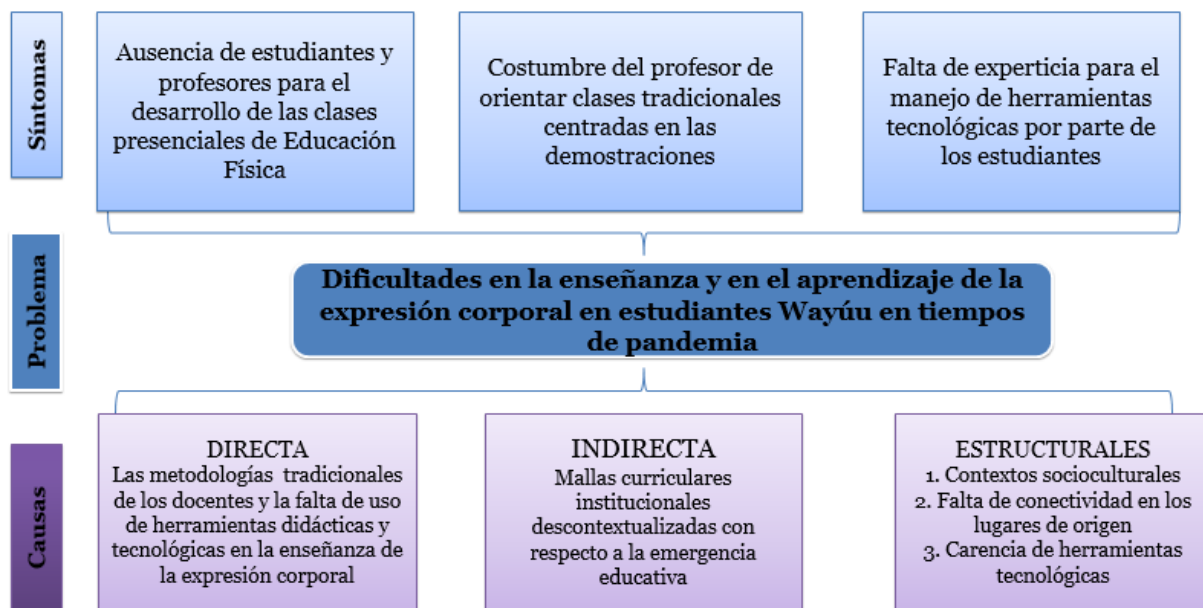 Síntomas
Ausencia de estudiantes y
profesores para el
desarrollo de las clases
presenciales de Educación
Física
Costumbre del profesor de
orientar clases tradicionales
centradas en las
demostraciones
Falta de experticia para el
manejo de herramientas
tecnológicas por parte de
los estudiantes
Problena
Dificultades en la enseñanza y en el aprendizaje de la
expresión corporal en estudiantes Wayúu en tiempos
de pandemia
Causas
DIRECTA
Las metodologías tradicionales
de los docentes y la falta de uso
de herramientas didácticas y
tecnológicas en la enseñanza de
la expresión corporal
INDIRECTA
Mallas curriculares
institucionales
descontextualizadas con
respecto a la emergencia
educativa
ESTRUCTURALES
1. Contextos socioculturales
2. Falta de conectividad en los
lugares de origen
3. Carencia de herramientas
tecnológicas